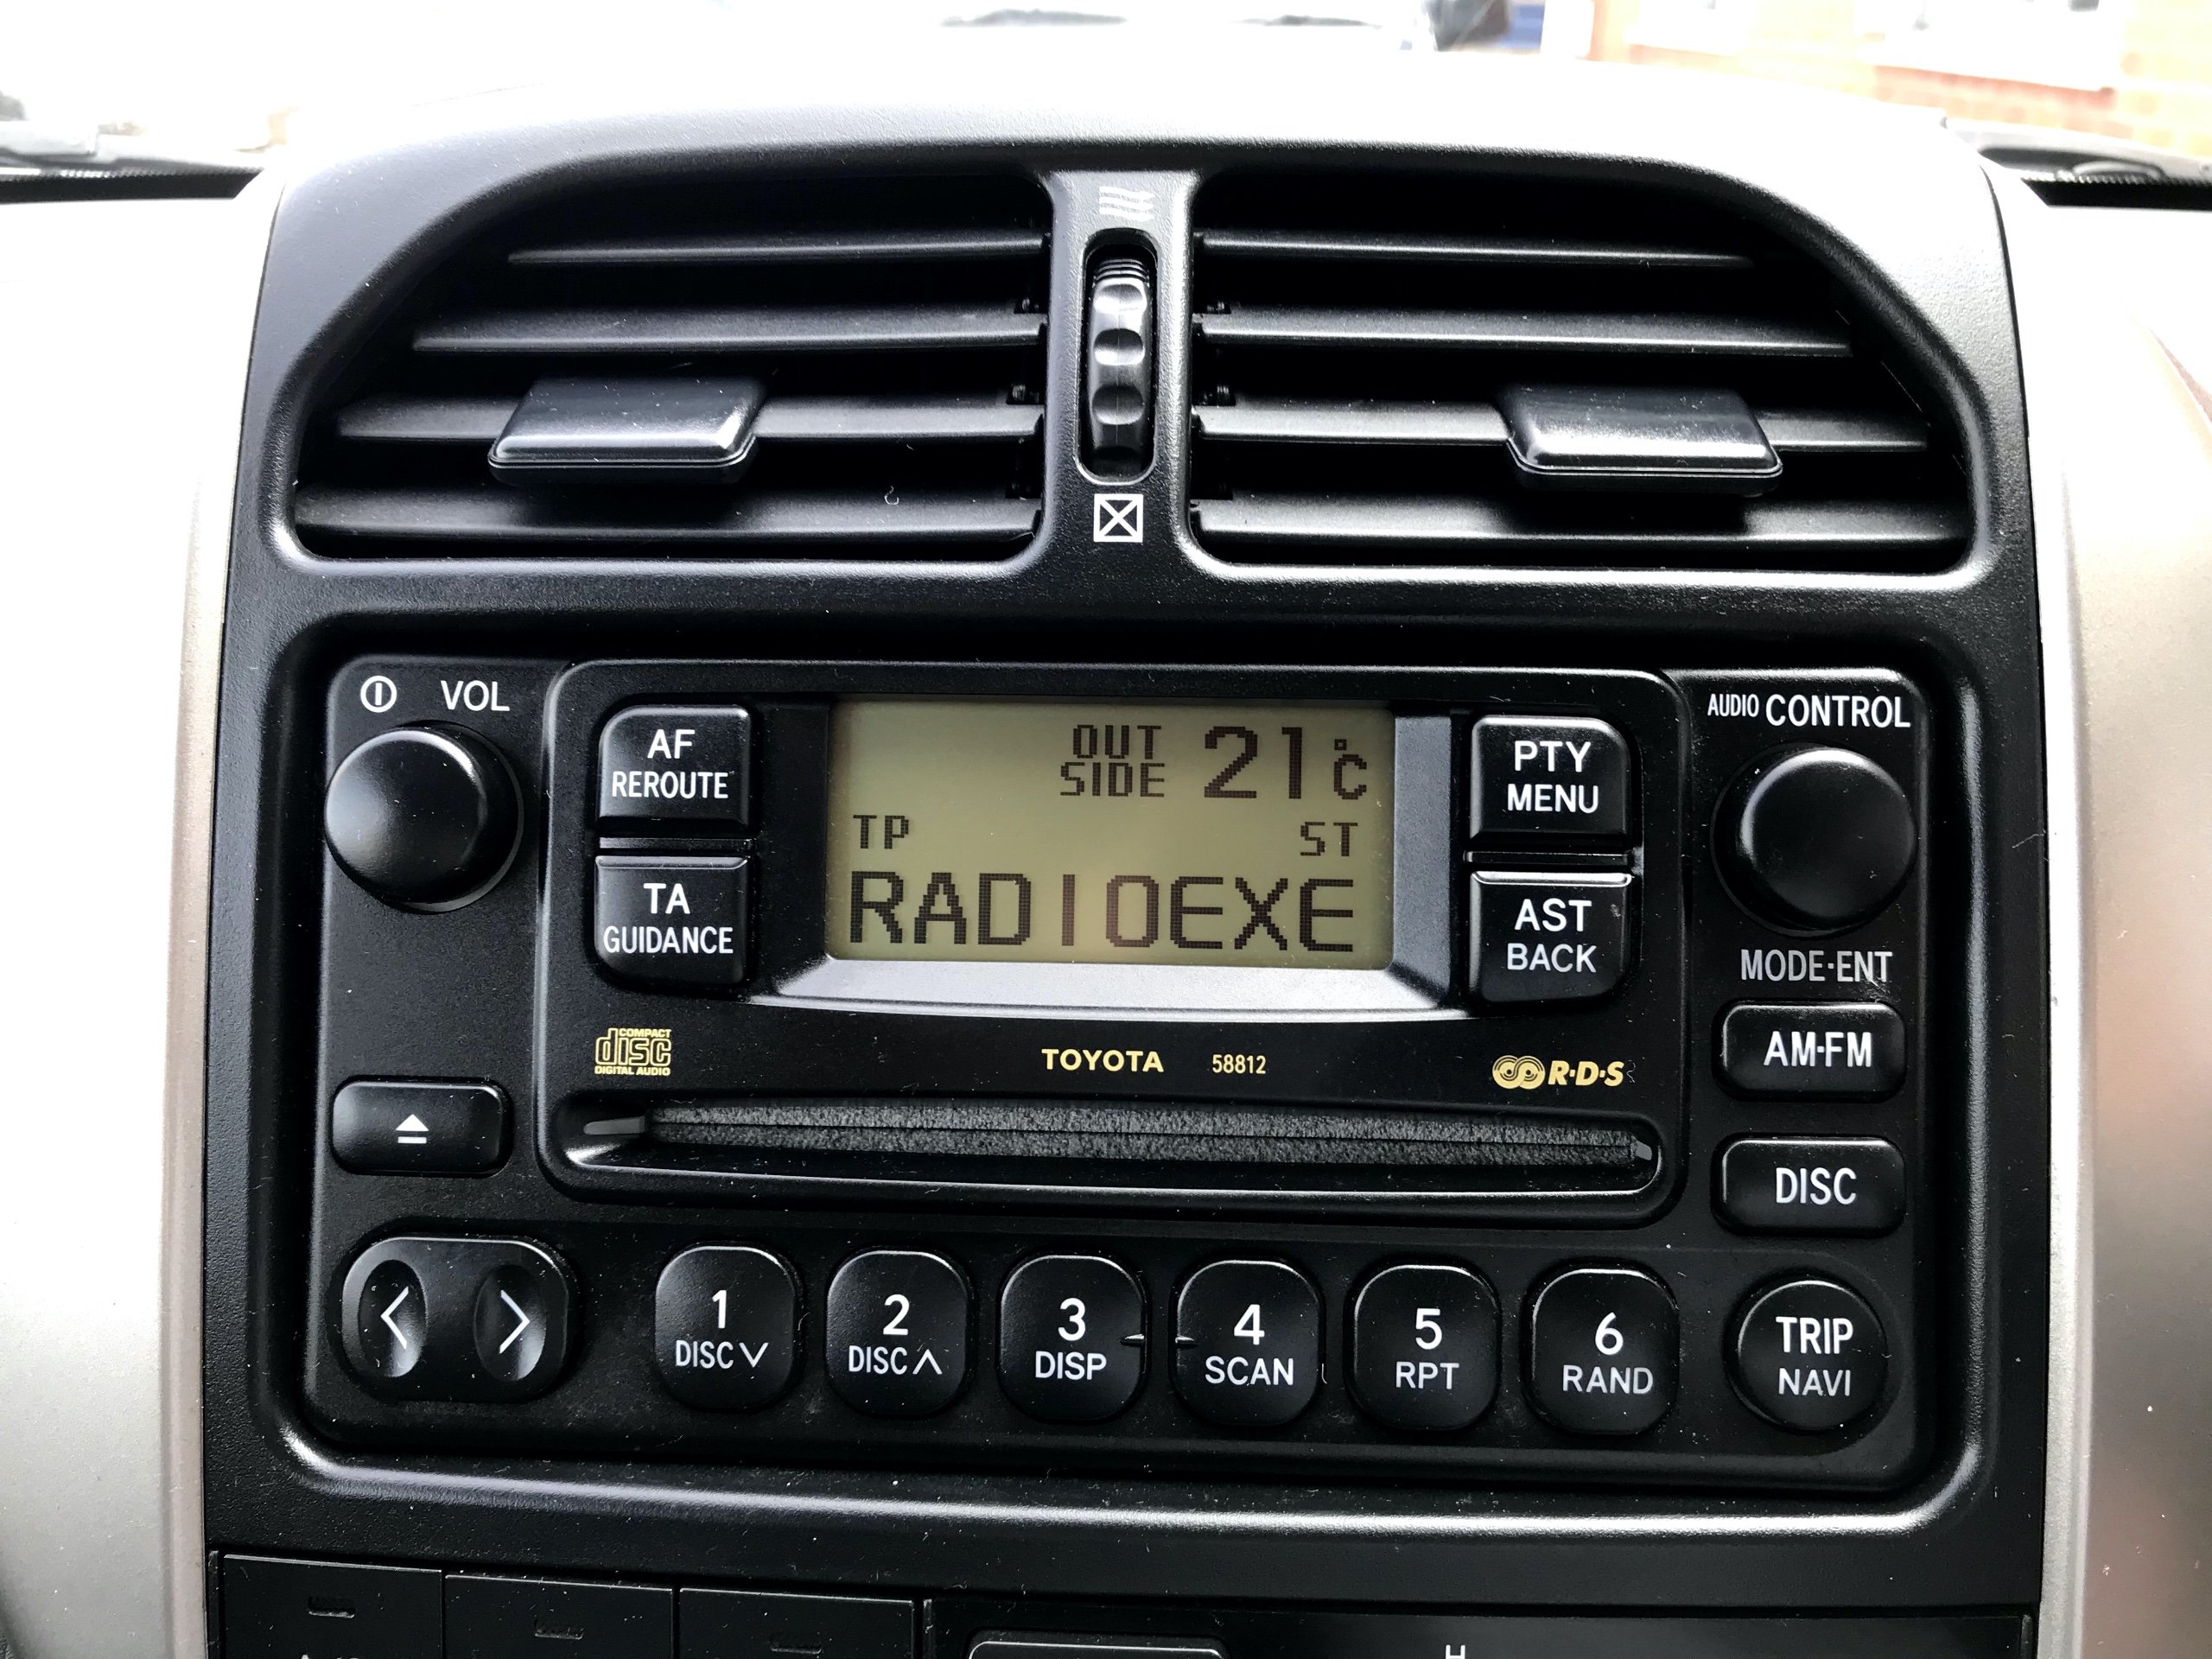 VOL
AUDIO CONTROL
AF
REROUTE
OUT
SIDE 21°C
PTY
MENU
TP ST
TA
GUIDANCE
RADIOEXE
AST
BACK
MODE·ENT
COMPACT
disc
DIGITAL AUDIO
TOYOTA 58812
R·D·S
AM·FM
DISC
1
DISC
2
DISC
3
DISP
4
SCAN
5
RPT
6
RAND
TRIP
NAVI